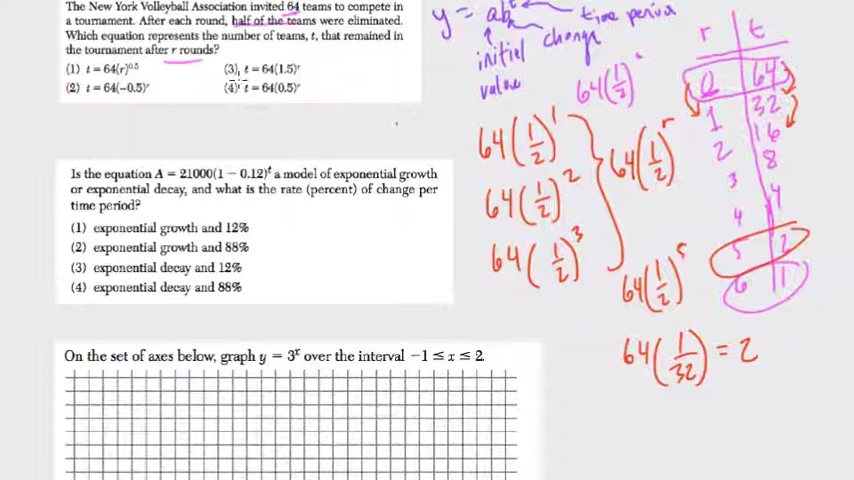 The New York Volleyball Association invited 64 teams to compete in
a tournament. After each round, half of the teams were eliminated.
Which equation represents the number of teams, t, that remained in
the tournament after r rounds?
(1) t = 64(r)^0.5
(3) t = 64(1.5)^r
(2) t = 64(−0.5)^r
(4) t = 64(0.5)^r
y = ab^t
time period
initial
value
change
64(1/2)^0
r t
0 64
1 32
2 16
3 8
4 4
5 2
6 1
64(1/2)^1
64(1/2)^2
64(1/2)^3
64(1/2)^r
64(1/2)^5
64(1/32) = 2
Is the equation A = 21000(1 − 0.12)^t a model of exponential growth
or exponential decay, and what is the rate (percent) of change per
time period?
(1) exponential growth and 12%
(2) exponential growth and 88%
(3) exponential decay and 12%
(4) exponential decay and 88%
On the set of axes below, graph y = 3^x over the interval −1 ≤ x ≤ 2.